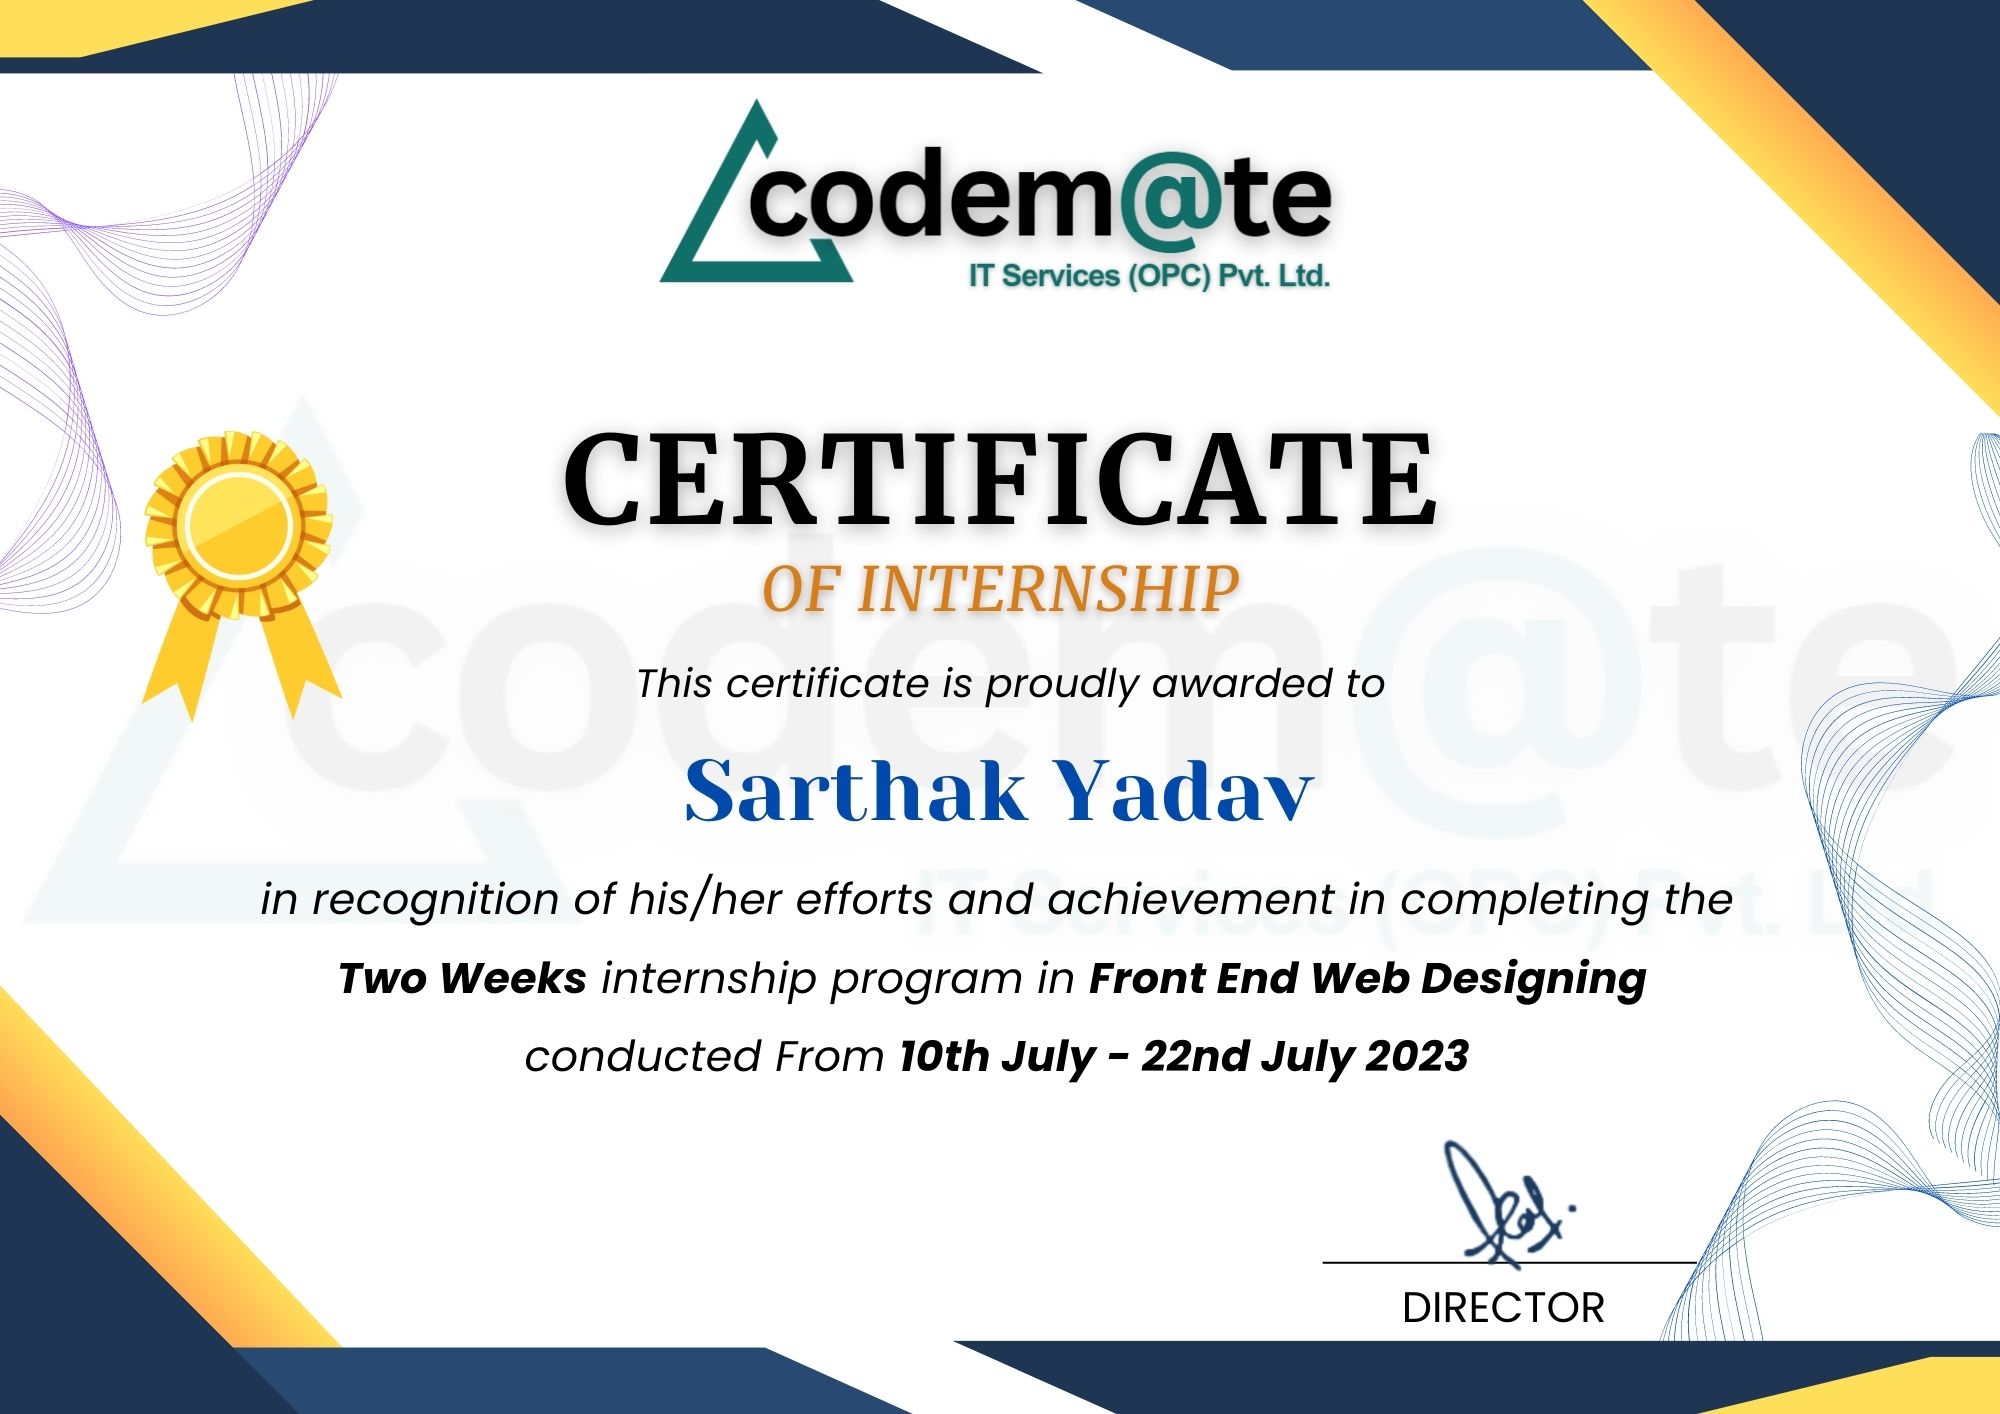 codem@te
IT Services (OPC) Pvt. Ltd.
CERTIFICATE
OF INTERNSHIP
This certificate is proudly awarded to
Sarthak Yadav
in recognition of his/her efforts and achievement in completing the
Two Weeks internship program in Front End Web Designing
conducted From 10th July - 22nd July 2023
DIRECTOR